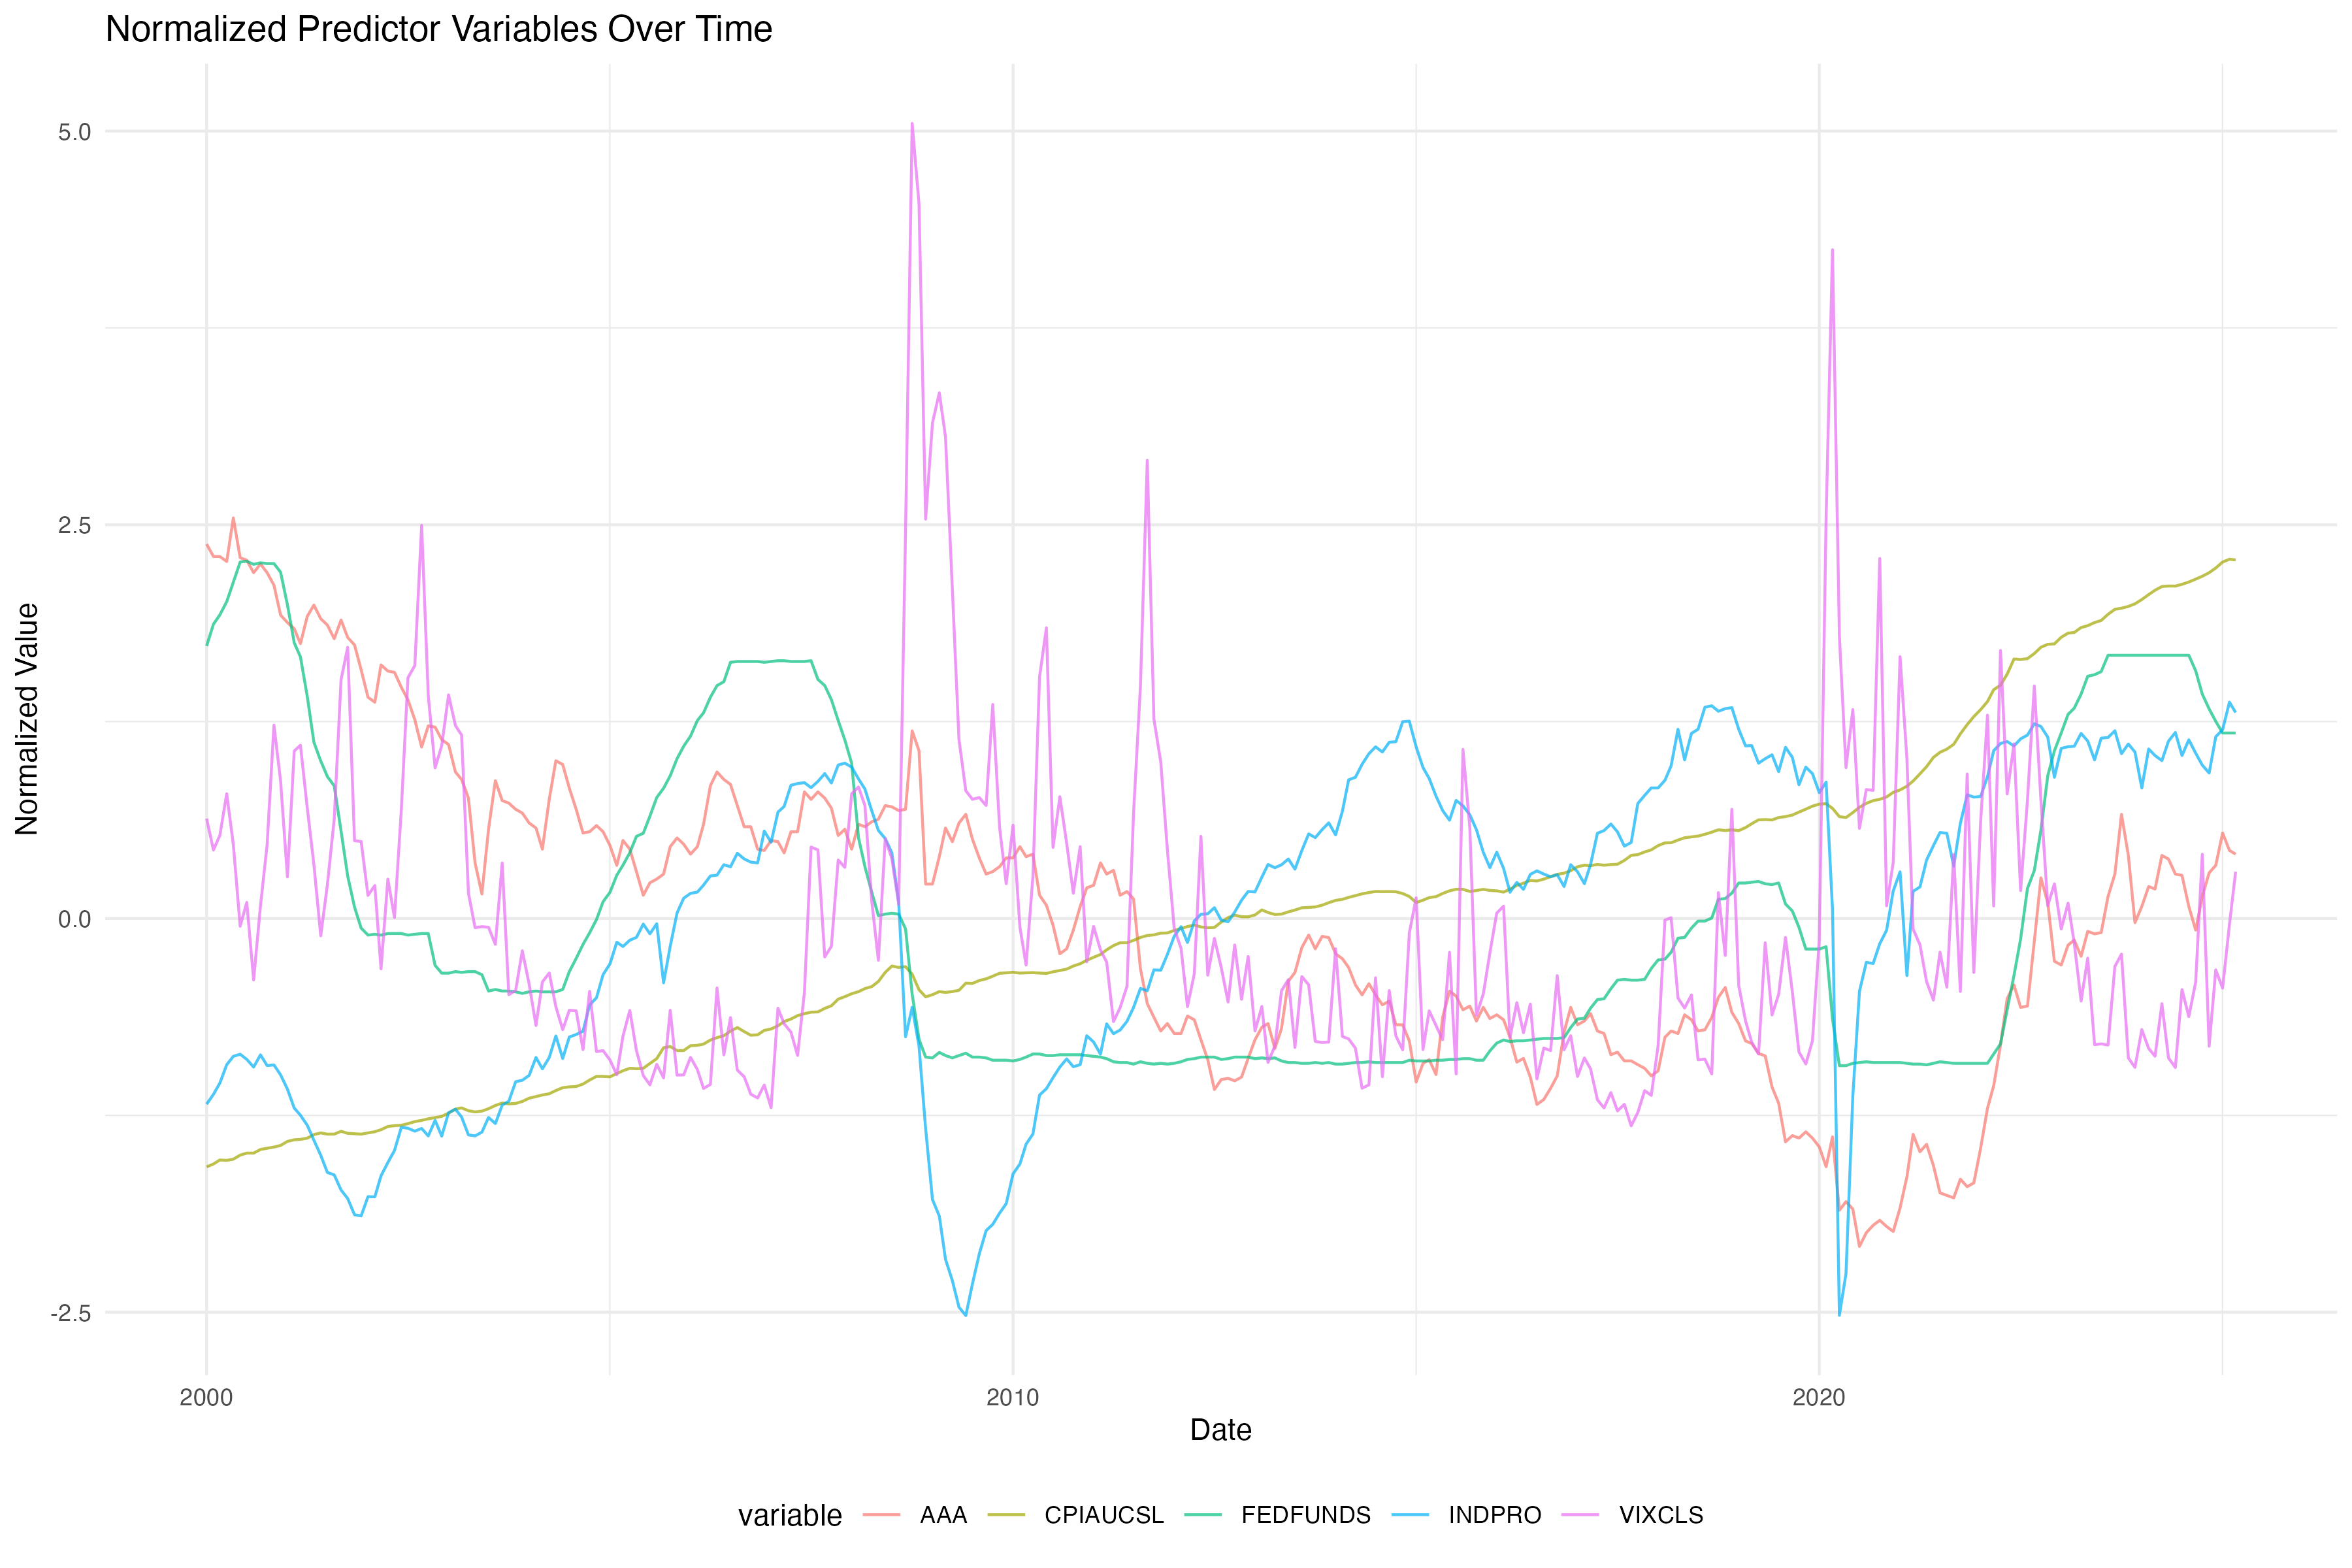 Normalized Predictor Variables Over Time
Normalized Value
5.0
2.5
0.0
-2.5
2000 2010 2020
Date
variable AAA CPIAUCSL FEDFUNDS INDPRO VIXCLS